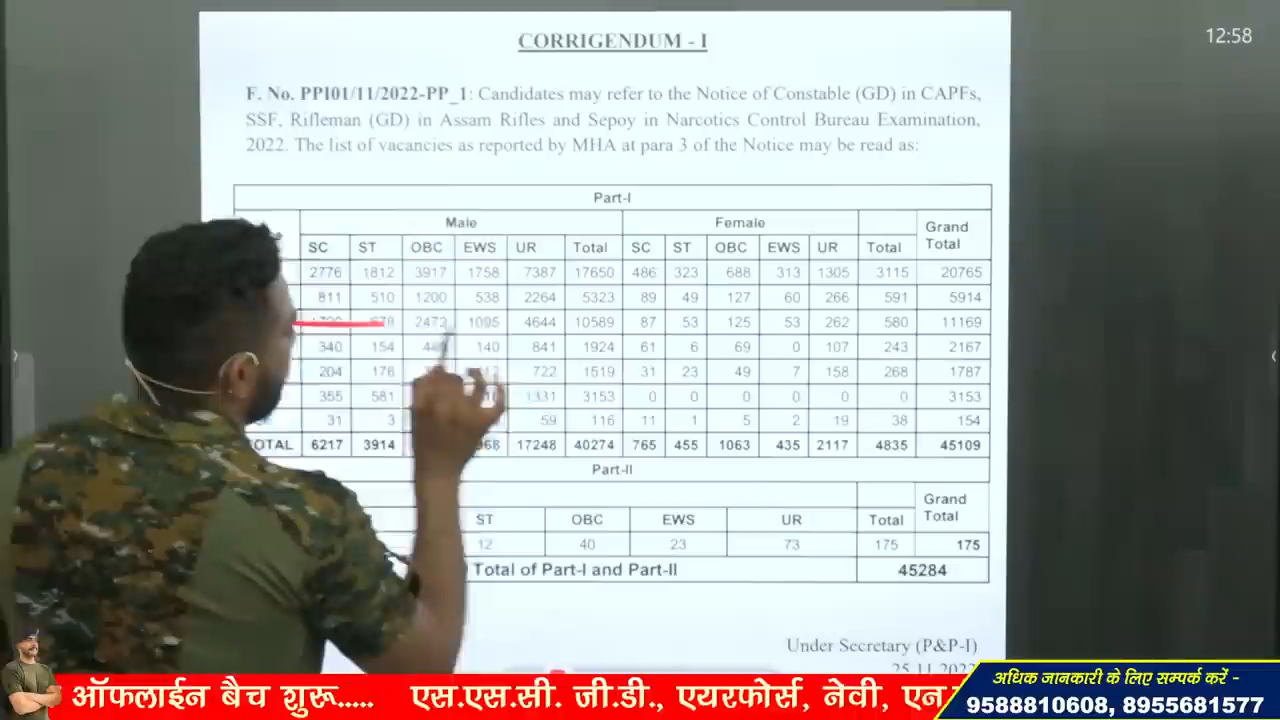 12:58
CORRIGENDUM - I
F. No. PPI01/11/2022-PP_1: Candidates may refer to the Notice of Constable (GD) in CAPFs,
SSF, Rifleman (GD) in Assam Rifles and Sepoy in Narcotics Control Bureau Examination,
2022. The list of vacancies as reported by MHA at para 3 of the Notice may be read as:
Part-I
Male Female Grand Total
SC ST OBC EWS UR Total SC ST OBC EWS UR Total
2776 1812 3917 1758 7387 17650 486 323 688 313 1305 3115 20765
811 510 1200 538 2264 5323 89 49 127 60 266 591 5914
2472 1095 4644 10589 87 53 125 53 262 580 11169
340 154 140 841 1924 61 6 69 0 107 243 2167
204 178 722 1519 31 23 49 7 158 268 1787
355 581 1331 3153 0 0 0 0 0 0 3153
31 3 59 116 11 1 5 2 19 38 154
TOTAL 6217 3914 17248 40274 765 455 1063 435 2117 4835 45109
Part-II
Grand
ST OBC EWS UR Total Total
12 40 23 73 175 175
Total of Part-I and Part-II 45284
Under Secretary (P&P-I)
ऑफलाईन बैच शुरू..... एस.एस.सी. जी.डी., एयरफोर्स, नेवी,
अधिक जानकारी के लिए सम्पर्क करें -
9588810608, 8955681577